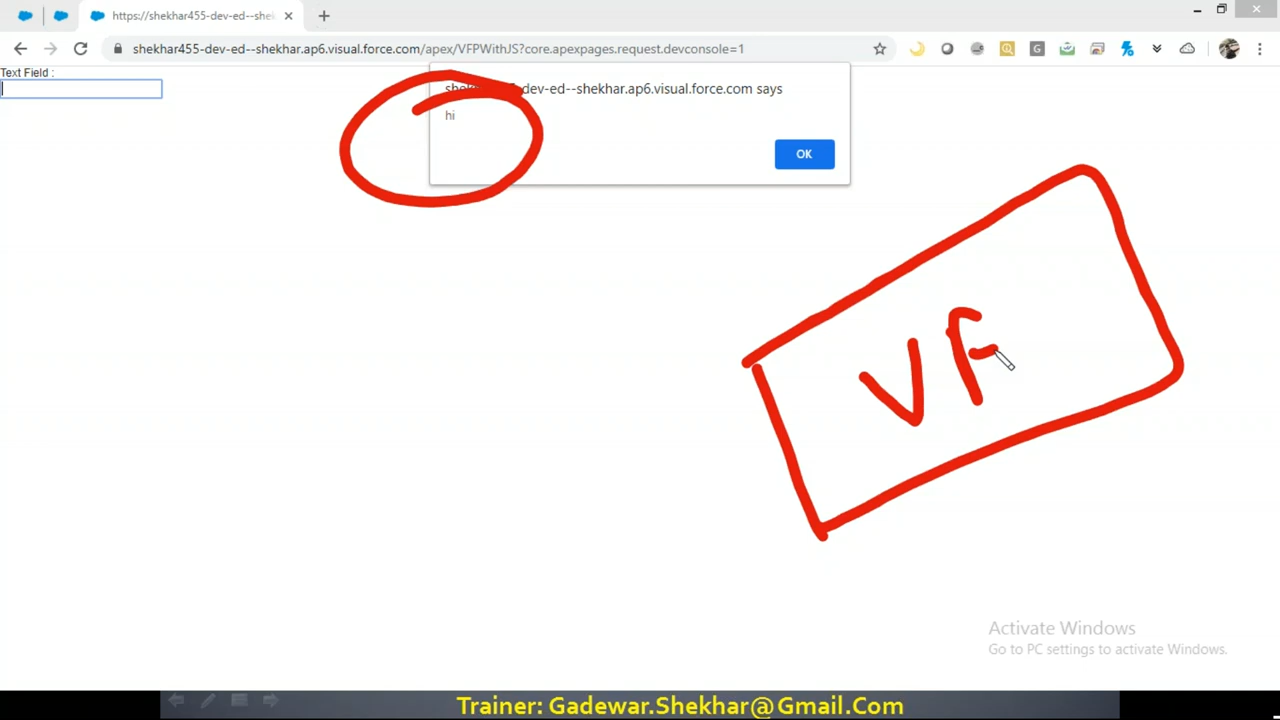 https://shekhar455-dev-ed--shek
shekhar455-dev-ed--shekhar.ap6.visual.force.com/apex/VFPWithJS?core.apexpages.request.devconsole=1
Text Field :
dev-ed--shekhar.ap6.visual.force.com says
hi
OK
VF
Activate Windows
Go to PC settings to activate Windows.
Trainer: Gadewar.Shekhar@Gmail.Com